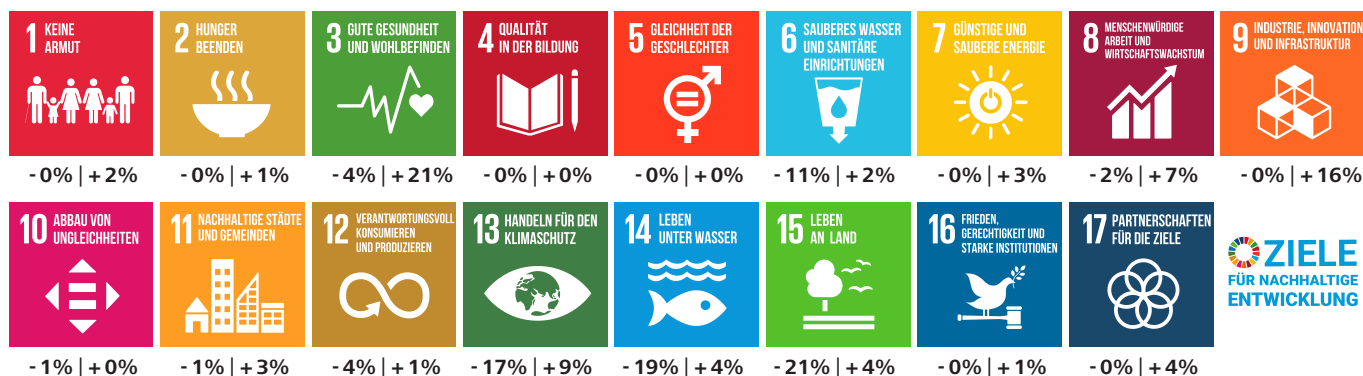 1 KEINE
ARMUT
2 HUNGER
BEENDEN
3 GUTE GESUNDHEIT
UND WOHLBEFINDEN
4 QUALITÄT
IN DER BILDUNG
5 GLEICHHEIT DER
GESCHLECHTER
6 SAUBERES WASSER
UND SANITÄRE
EINRICHTUNGEN
7 GÜNSTIGE UND
SAUBERE ENERGIE
8 MENSCHENWÜRDIGE
ARBEIT UND
WIRTSCHAFTSWACHSTUM
9 INDUSTRIE, INNOVATION
UND INFRASTRUKTUR
-0% | +2%
-0% | +1%
-4% | +21%
-0% | +0%
-0% | +0%
-11% | +2%
-0% | +3%
-2% | +7%
-0% | +16%
10 ABBAU VON
UNGLEICHHEITEN
11 NACHHALTIGE STÄDTE
UND GEMEINDEN
12 VERANTWORTUNGSVOLL
KONSUMIEREN
UND PRODUZIEREN
13 HANDELN FÜR DEN
KLIMASCHUTZ
14 LEBEN
UNTER WASSER
15 LEBEN
AN LAND
16 FRIEDEN,
GERECHTIGKEIT UND
STARKE INSTITUTIONEN
17 PARTNERSCHAFTEN
FÜR DIE ZIELE
ZIELE
FÜR NACHHALTIGE
ENTWICKLUNG
-1% | +0%
-1% | +3%
-4% | +1%
-17% | +9%
-19% | +4%
-21% | +4%
-0% | +1%
-0% | +4%